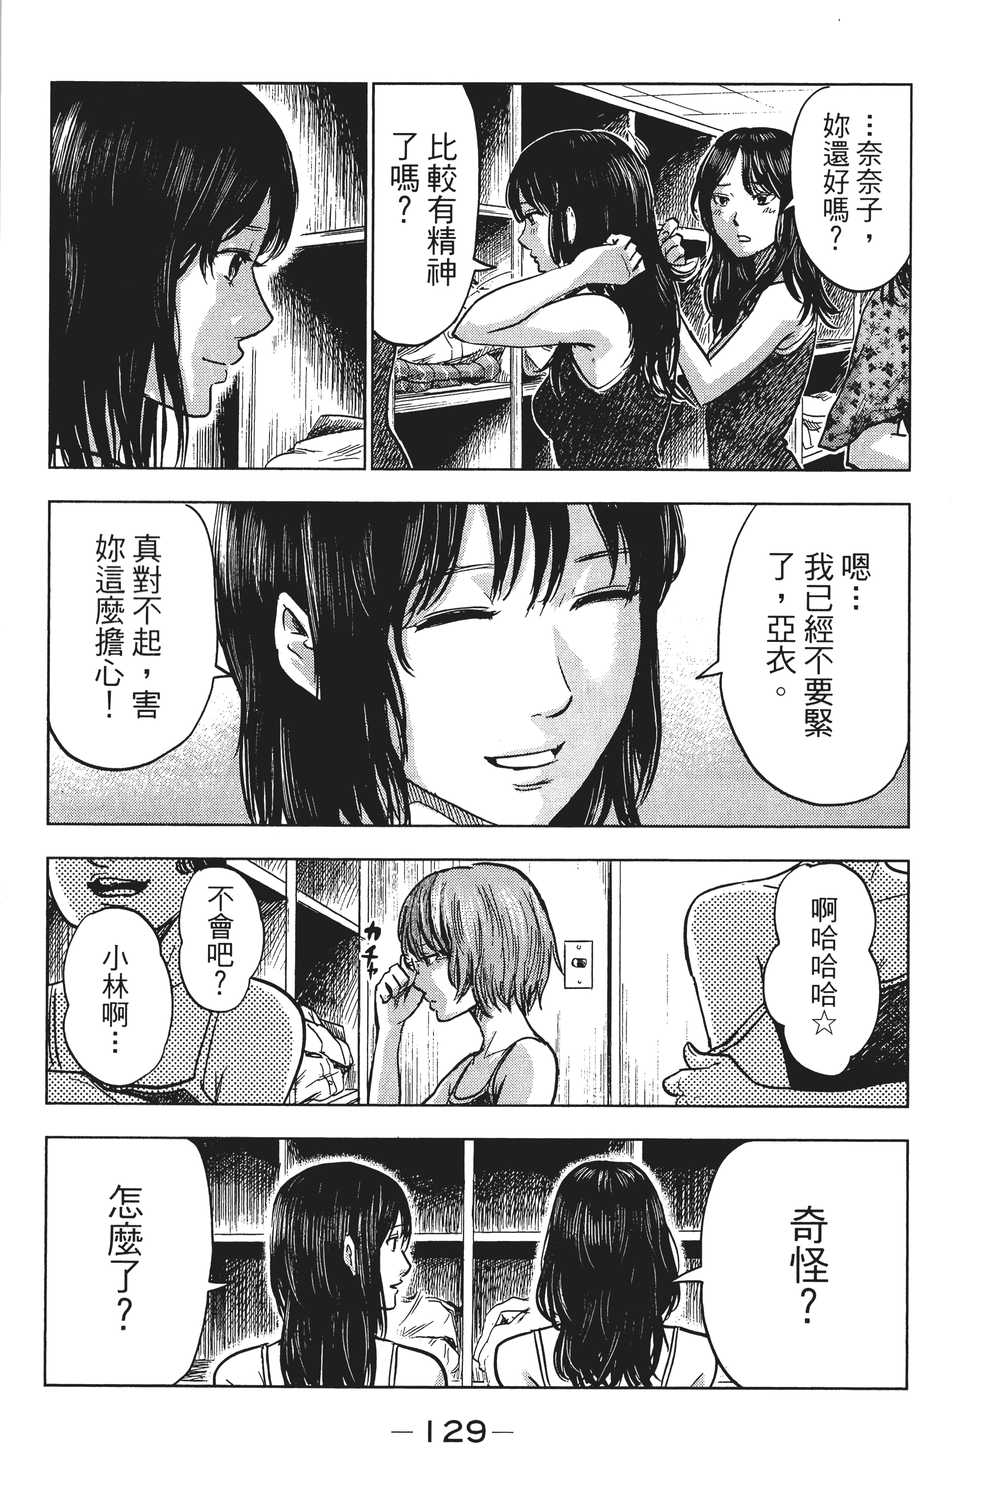 …奈奈子，
妳還好嗎？
比較有精神
了嗎？
嗯…
我已經不要緊
了，亞衣。
真對不起，害
妳這麼擔心！
啊哈哈哈☆
カチャ
不會吧？
小林啊…
奇怪？
怎麼了？
—129—